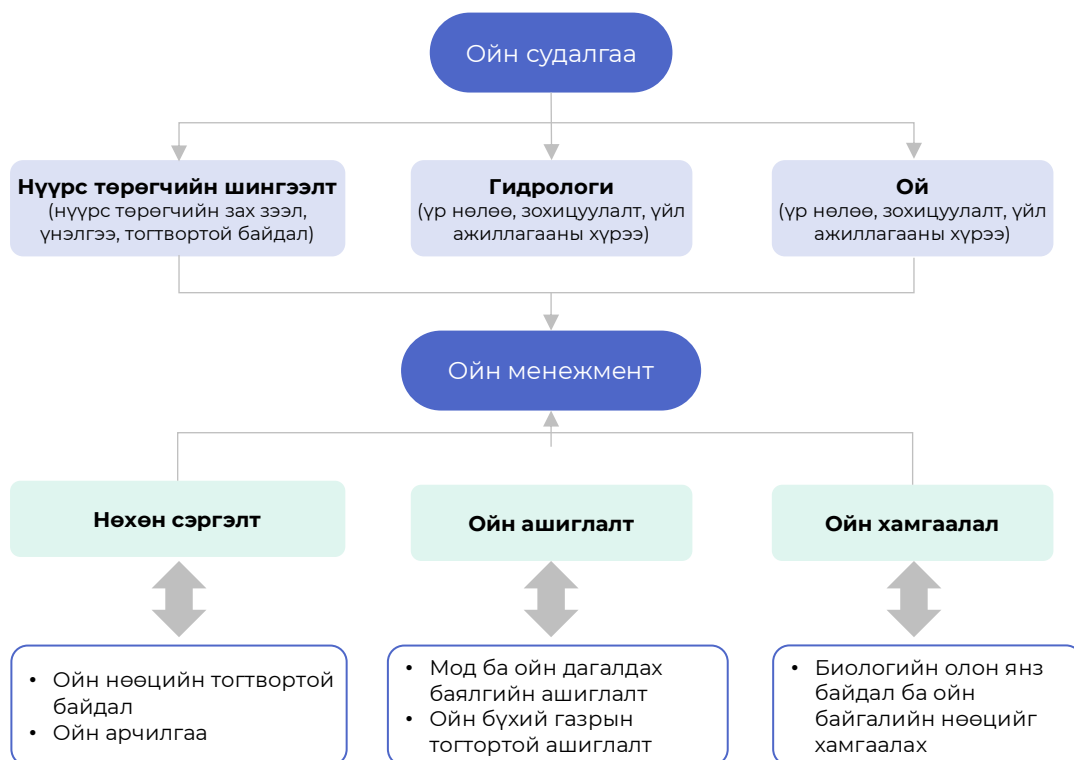 Ойн судалгаа
Нүүрс төрөгчийн шингээлт
(нүүрс төрөгчийн зах зээл,
үнэлгээ, тогтвортой байдал)
Гидрологи
(үр нөлөө, зохицуулалт, үйл
ажиллагааны хүрээ)
Ой
(үр нөлөө, зохицуулалт, үйл
ажиллагааны хүрээ)
Ойн менежмент
Нөхөн сэргэлт
Ойн ашиглалт
Ойн хамгаалал
• Ойн нөөцийн тогтвортой
байдал
• Ойн арчилгаа
• Мод ба ойн дагалдах
баялгийн ашиглалт
• Ойн бүхий газрын
тогтортой ашиглалт
• Биологийн олон янз
байдал ба ойн
байгалийн нөөцийг
хамгаалах